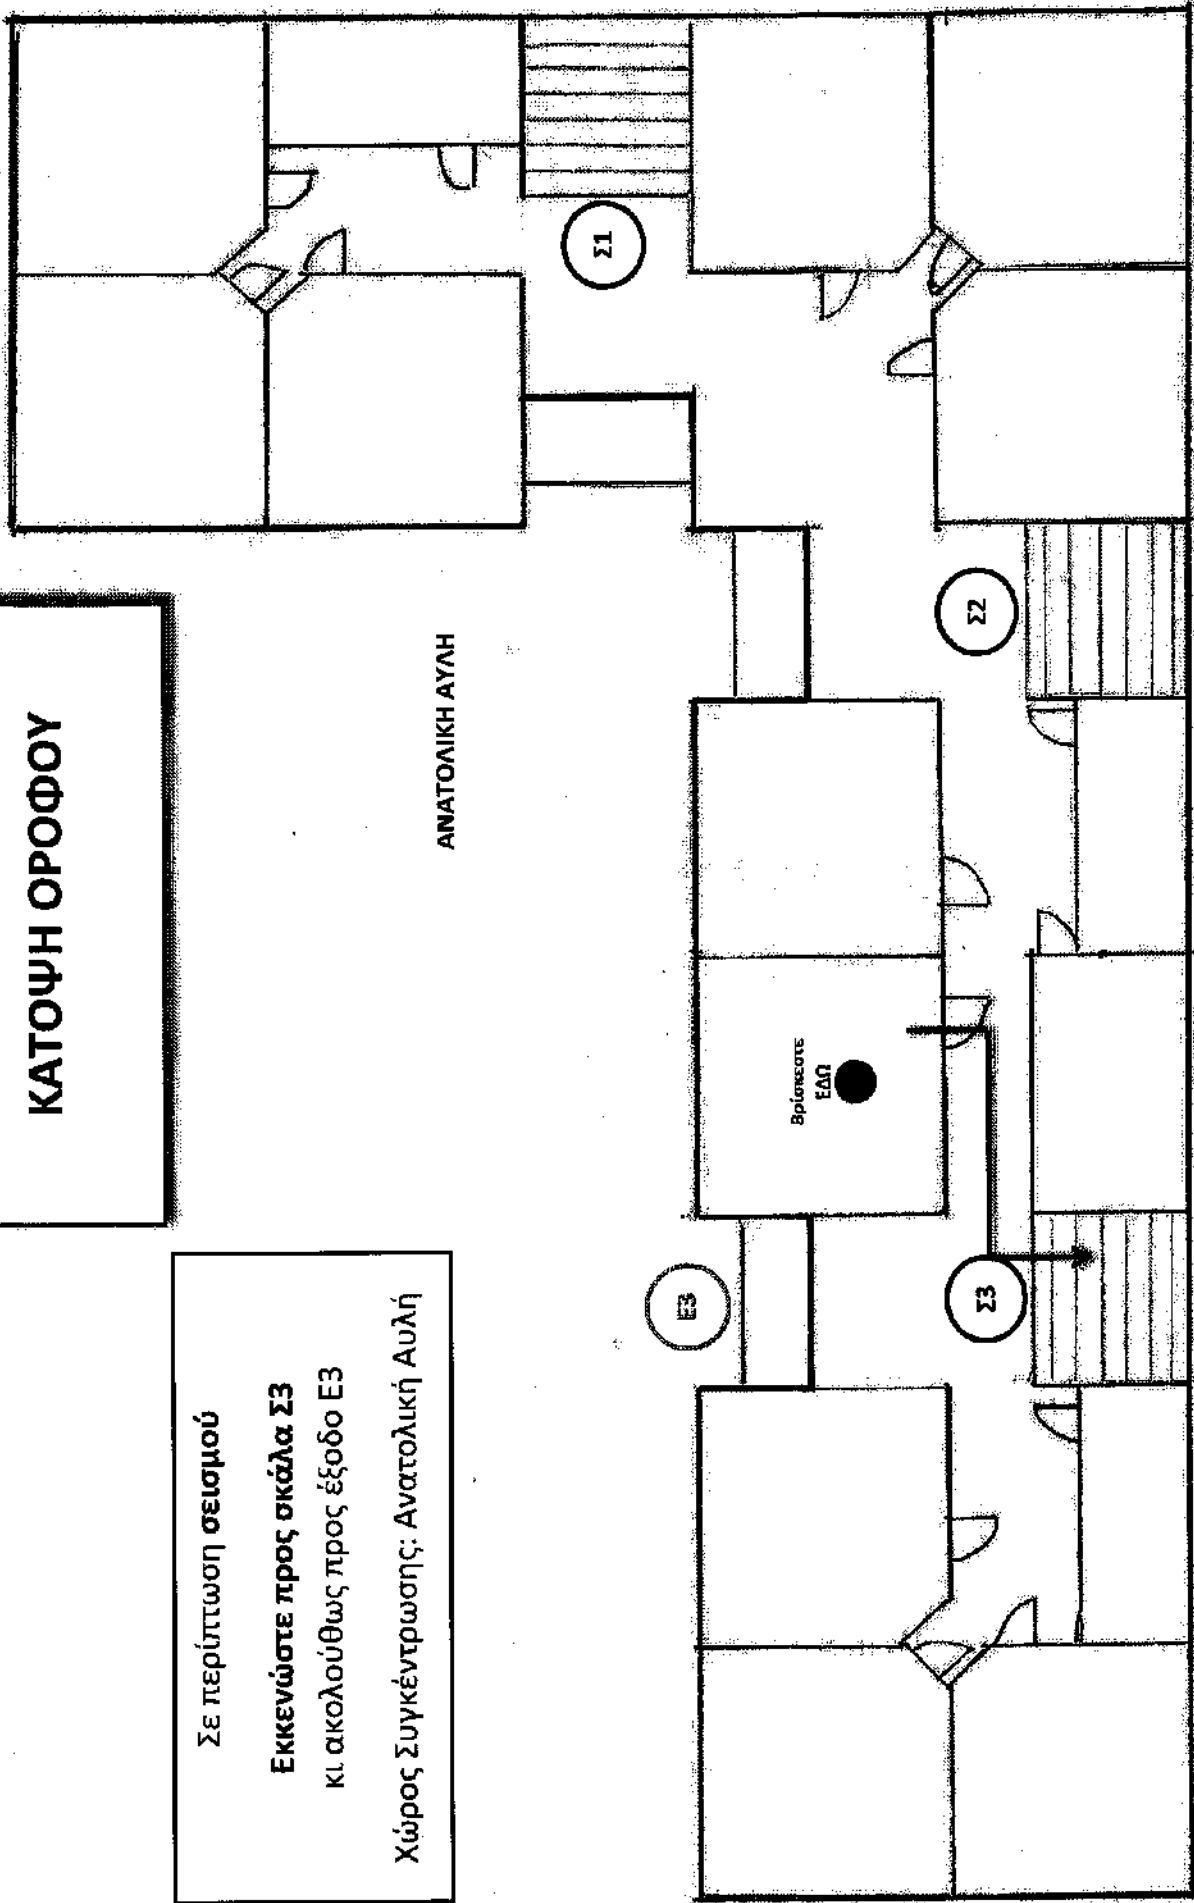 ΚΑΤΟΨΗ ΟΡΟΦΟΥ
Σε περίπτωση σεισμού
Εκκενώστε προς σκάλα Σ3
κι ακολούθως προς έξοδο Ε3
Χώρος Συγκέντρωσης: Ανατολική Αυλή
ΑΝΑΤΟΛΙΚΗ ΑΥΛΗ
Σ1
Ε3
Βρίσκεστε
ΕΔΩ
Σ2
Σ3